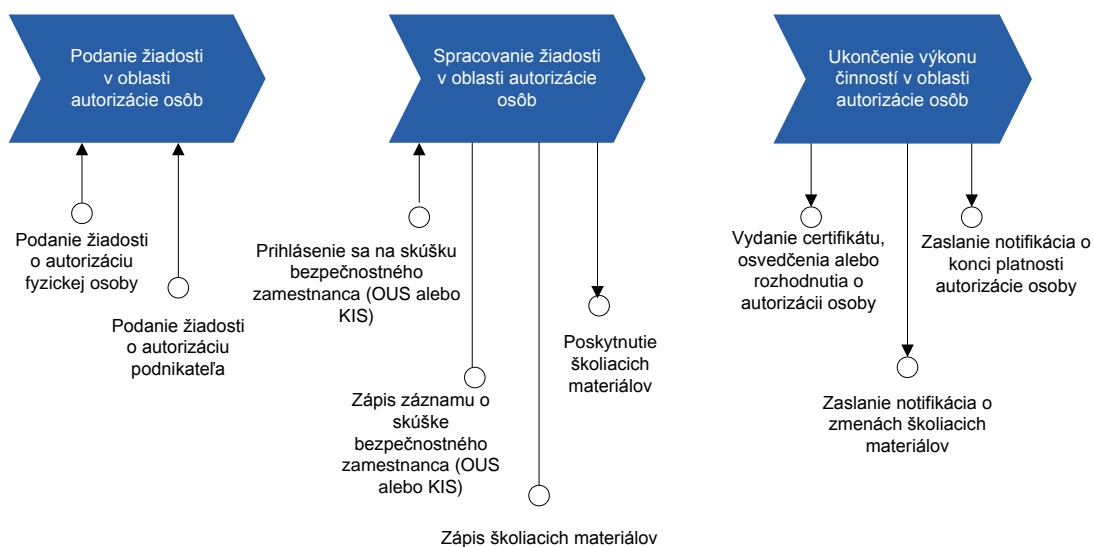 Podanie žiadosti
v oblasti
autorizácie osôb
Spracovanie žiadosti
v oblasti autorizácie
osôb
Ukončenie výkonu
činností v oblasti
autorizácie osôb
Podanie žiadosti
o autorizáciu
fyzickej osoby
Podanie žiadosti
o autorizáciu
podnikateľa
Prihlásenie sa na skúšku
bezpečnostného
zamestnanca (OUS alebo
KIS)
Zápis záznamu o
skúške
bezpečnostného
zamestnanca (OUS
alebo KIS)
Zápis školiacich materiálov
Poskytnutie
školiacich
materiálov
Vydanie certifikátu,
osvedčenia alebo
rozhodnutia o
autorizácii osoby
Zaslanie notifikácia o
zmenách školiacich
materiálov
Zaslanie notifikácia o
konci platnosti
autorizácie osoby